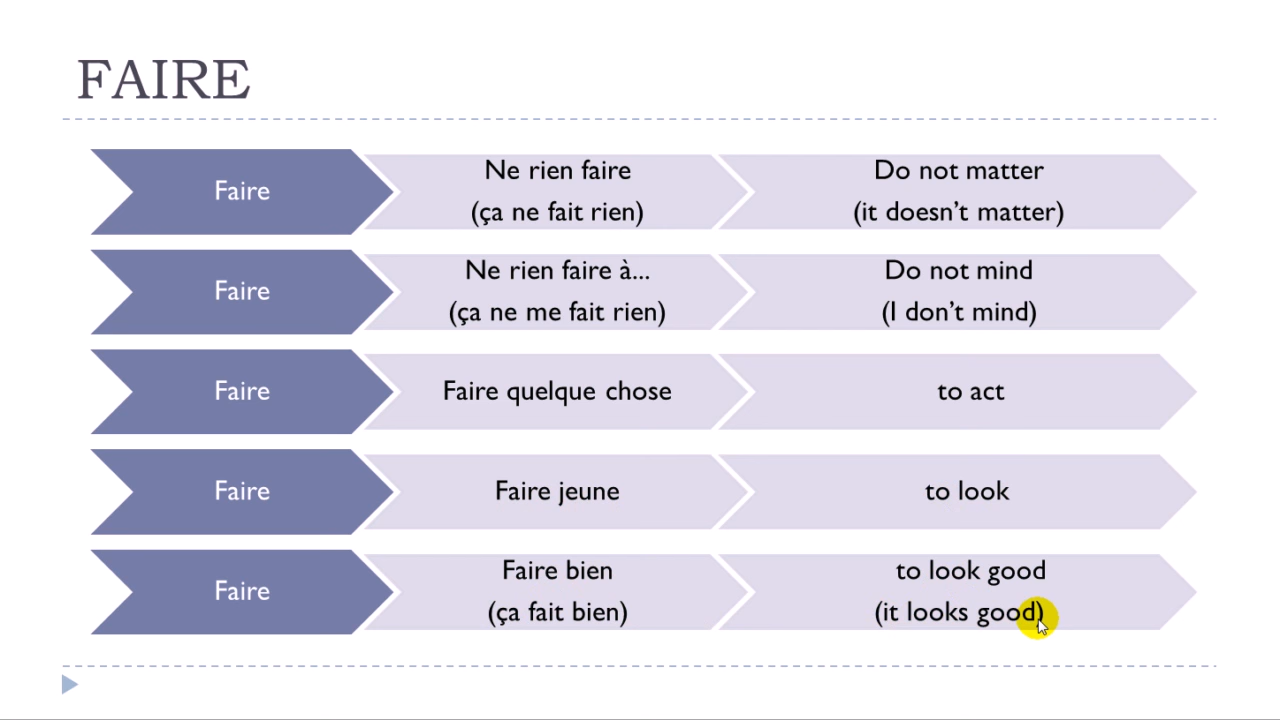 FAIRE
Faire
Ne rien faire
(ça ne fait rien)
Do not matter
(it doesn't matter)
Faire
Ne rien faire à...
(ça ne me fait rien)
Do not mind
(I don't mind)
Faire
Faire quelque chose
to act
Faire
Faire jeune
to look
Faire
Faire bien
(ça fait bien)
to look good
(it looks good)